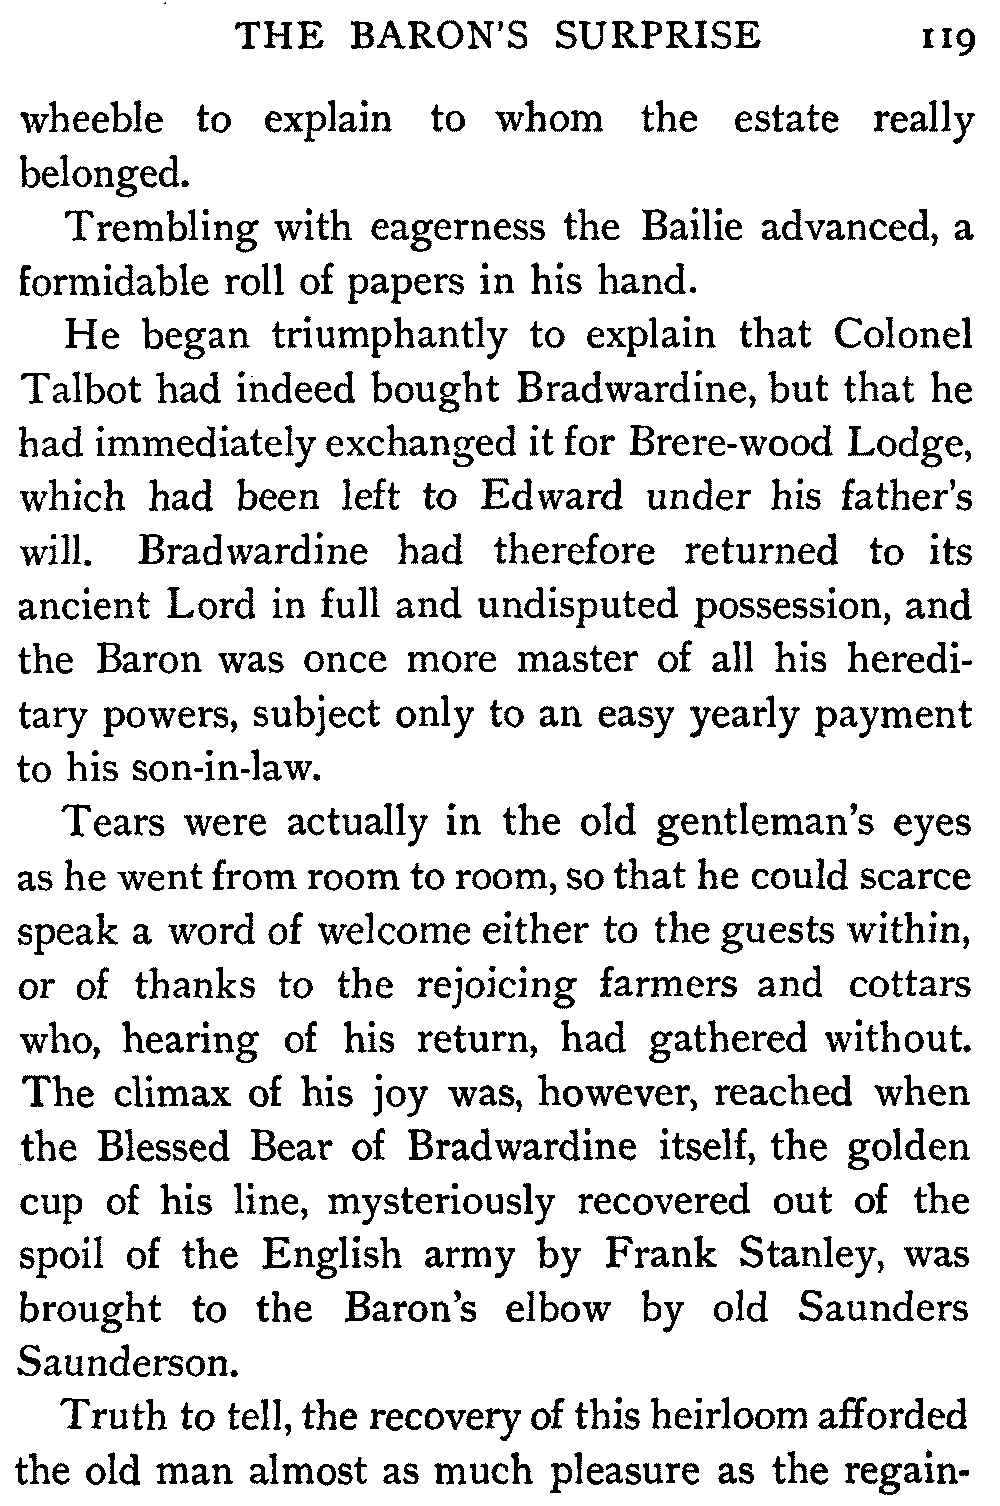 THE BARON'S SURPRISE 119
wheeble to explain to whom the estate really
belonged.
Trembling with eagerness the Bailie advanced, a
formidable roll of papers in his hand.
He began triumphantly to explain that Colonel
Talbot had indeed bought Bradwardine, but that he
had immediately exchanged it for Brere-wood Lodge,
which had been left to Edward under his father's
will. Bradwardine had therefore returned to its
ancient Lord in full and undisputed possession, and
the Baron was once more master of all his heredi-
tary powers, subject only to an easy yearly payment
to his son-in-law.
Tears were actually in the old gentleman's eyes
as he went from room to room, so that he could scarce
speak a word of welcome either to the guests within,
or of thanks to the rejoicing farmers and cottars
who, hearing of his return, had gathered without.
The climax of his joy was, however, reached when
the Blessed Bear of Bradwardine itself, the golden
cup of his line, mysteriously recovered out of the
spoil of the English army by Frank Stanley, was
brought to the Baron's elbow by old Saunders
Saunderson.
Truth to tell, the recovery of this heirloom afforded
the old man almost as much pleasure as the regain-